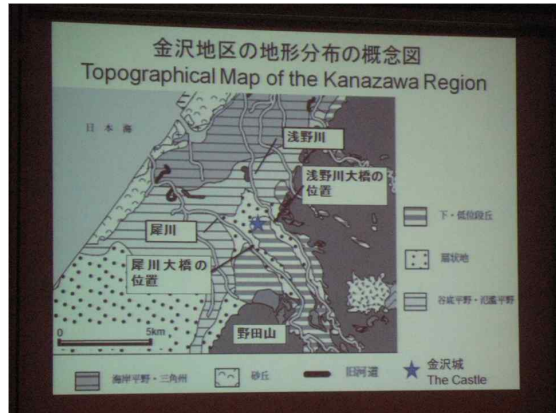 金沢地区の地形分布の概念図
Topographical Map of the Kanazawa Region
日本海
浅野川
浅野川大橋の
位置
犀川
犀川大橋の
位置
野田山
0 5km
下・低位段丘
扇状地
谷底平野・氾濫平野
海岸平野・三角州
砂丘
旧河道
金沢城
The Castle